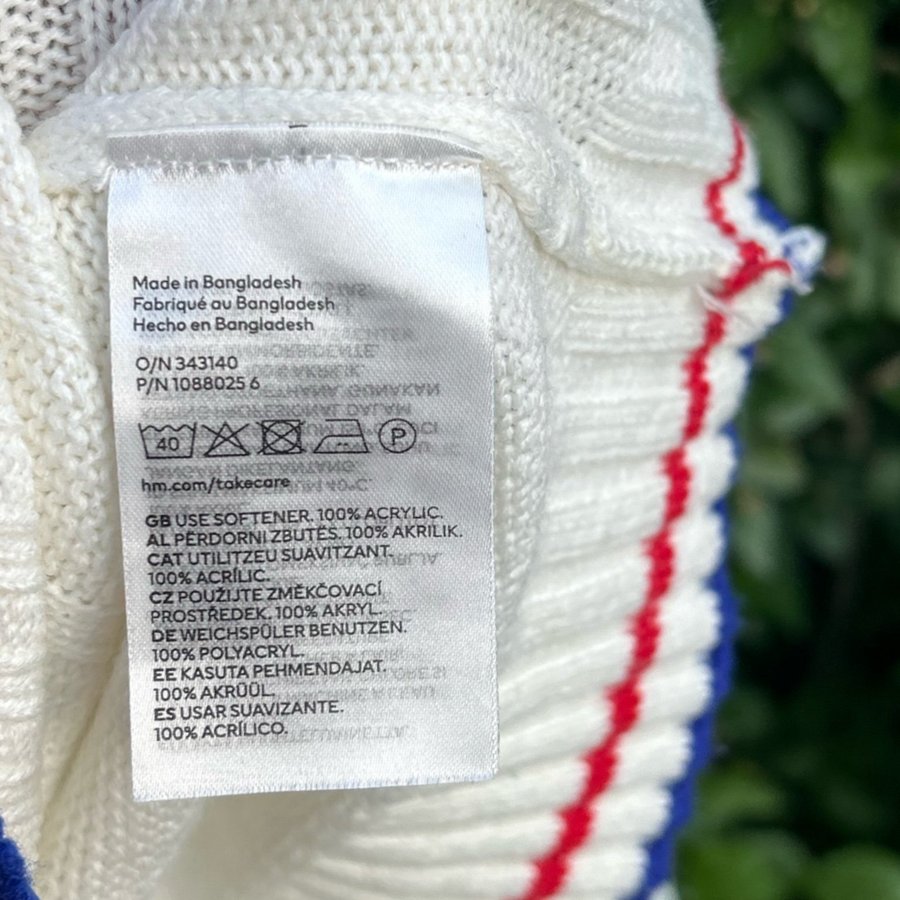 Made in Bangladesh
Fabriqué au Bangladesh
Hecho en Bangladesh
O/N 343140
P/N 1088025 6
40 P
hm.com/takecare
GB USE SOFTENER. 100% ACRYLIC.
AL PËRDORNI ZBUTËS. 100% AKRILIK.
CAT UTILITZEU SUAVITZANT.
100% ACRÍLIC.
CZ POUŽIJTE ZMĚKČOVACÍ
PROSTŘEDEK. 100% AKRYL.
DE WEICHSPÜLER BENUTZEN.
100% POLYACRYL.
EE KASUTA PEHMENDAJAT.
100% AKRÜÜL.
ES USAR SUAVIZANTE.
100% ACRÍLICO.